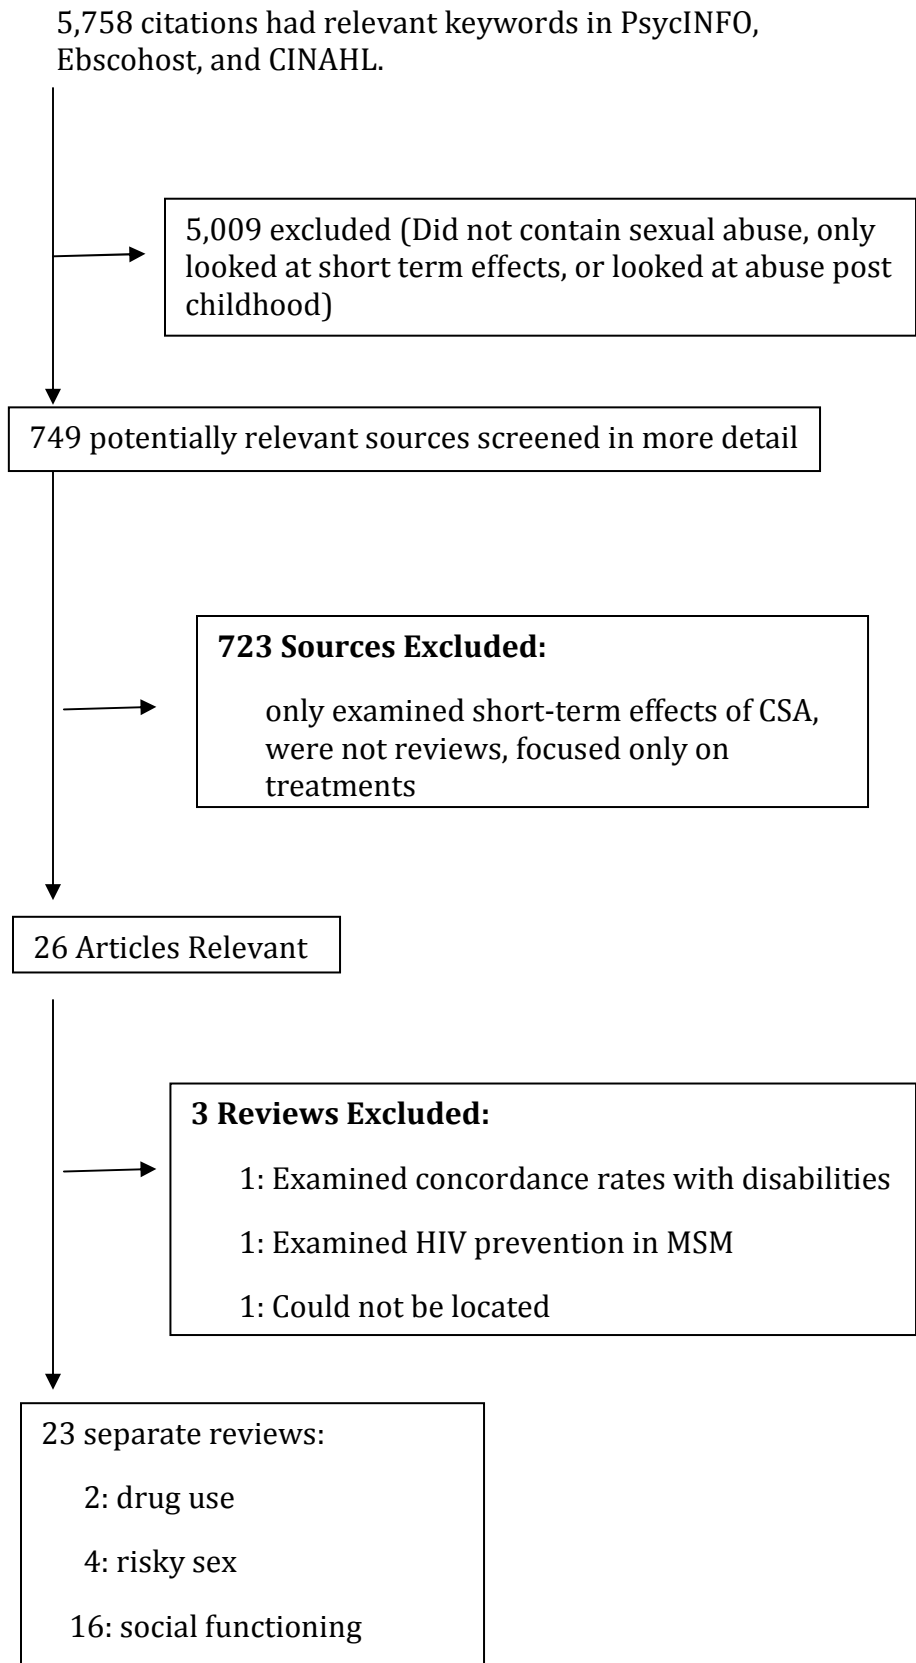 5,758 citations had relevant keywords in PsycINFO,
Ebscohost, and CINAHL.
5,009 excluded (Did not contain sexual abuse, only
looked at short term effects, or looked at abuse post
childhood)
749 potentially relevant sources screened in more detail
723 Sources Excluded:
only examined short-term effects of CSA,
were not reviews, focused only on
treatments
26 Articles Relevant
3 Reviews Excluded:
1: Examined concordance rates with disabilities
1: Examined HIV prevention in MSM
1: Could not be located
23 separate reviews:
2: drug use
4: risky sex
16: social functioning